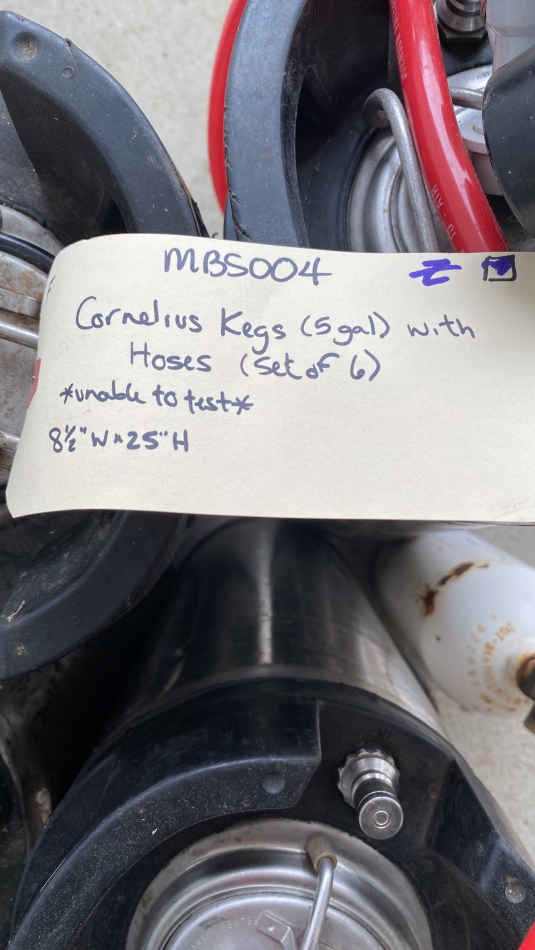 MBS004
Cornelius Kegs (5 gal) with
Hoses (Set of 6)
*unable to test*
8½" W × 25" H